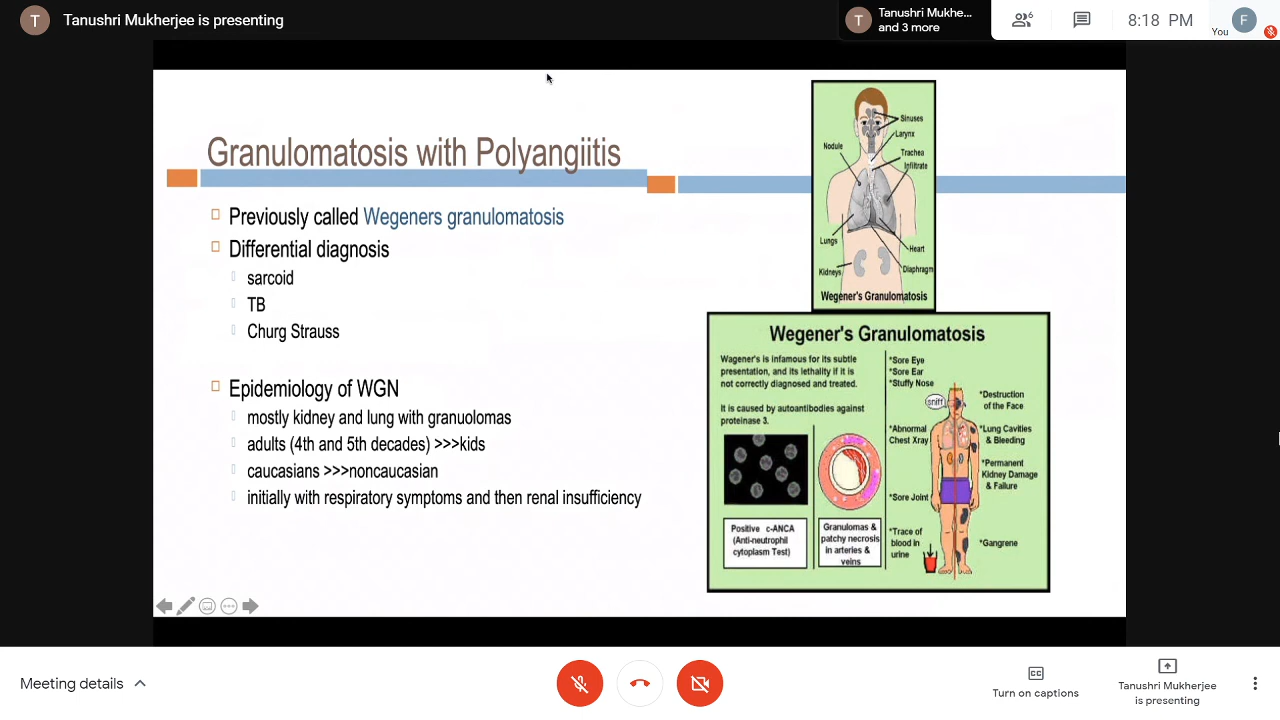 T
Tanushri Mukherjee is presenting
T
Tanushri Mukhe...
and 3 more
6
8:18 PM
You
F
Granulomatosis with Polyangiitis
Previously called Wegeners granulomatosis
Differential diagnosis
sarcoid
TB
Churg Strauss
Epidemiology of WGN
mostly kidney and lung with granuolomas
adults (4th and 5th decades) >>>kids
caucasians >>>noncaucasian
initially with respiratory symptoms and then renal insufficiency
Sinuses
Larynx
Nodule
Trachea
Infiltrate
Lungs
Heart
Kidneys
Diaphragm
Wegener's Granulomatosis
Wegener's Granulomatosis
Wagener's is infamous for its subtle
presentation, and its lethality if it is
not correctly diagnosed and treated.
It is caused by autoantibodies against
proteinase 3.
Positive c-ANCA
(Anti-neutrophil
cytoplasm Test)
Granulomas &
patchy necrosis
in arteries &
veins
*Sore Eye
*Sore Ear
*Stuffy Nose
sniff
*Destruction
of the Face
*Abnormal
Chest Xray
*Lung Cavities
& Bleeding
*Permanent
Kidney Damage
& Failure
*Sore Joint
*Trace of
blood in
urine
*Gangrene
Meeting details
CC
Turn on captions
Tanushri Mukherjee
is presenting